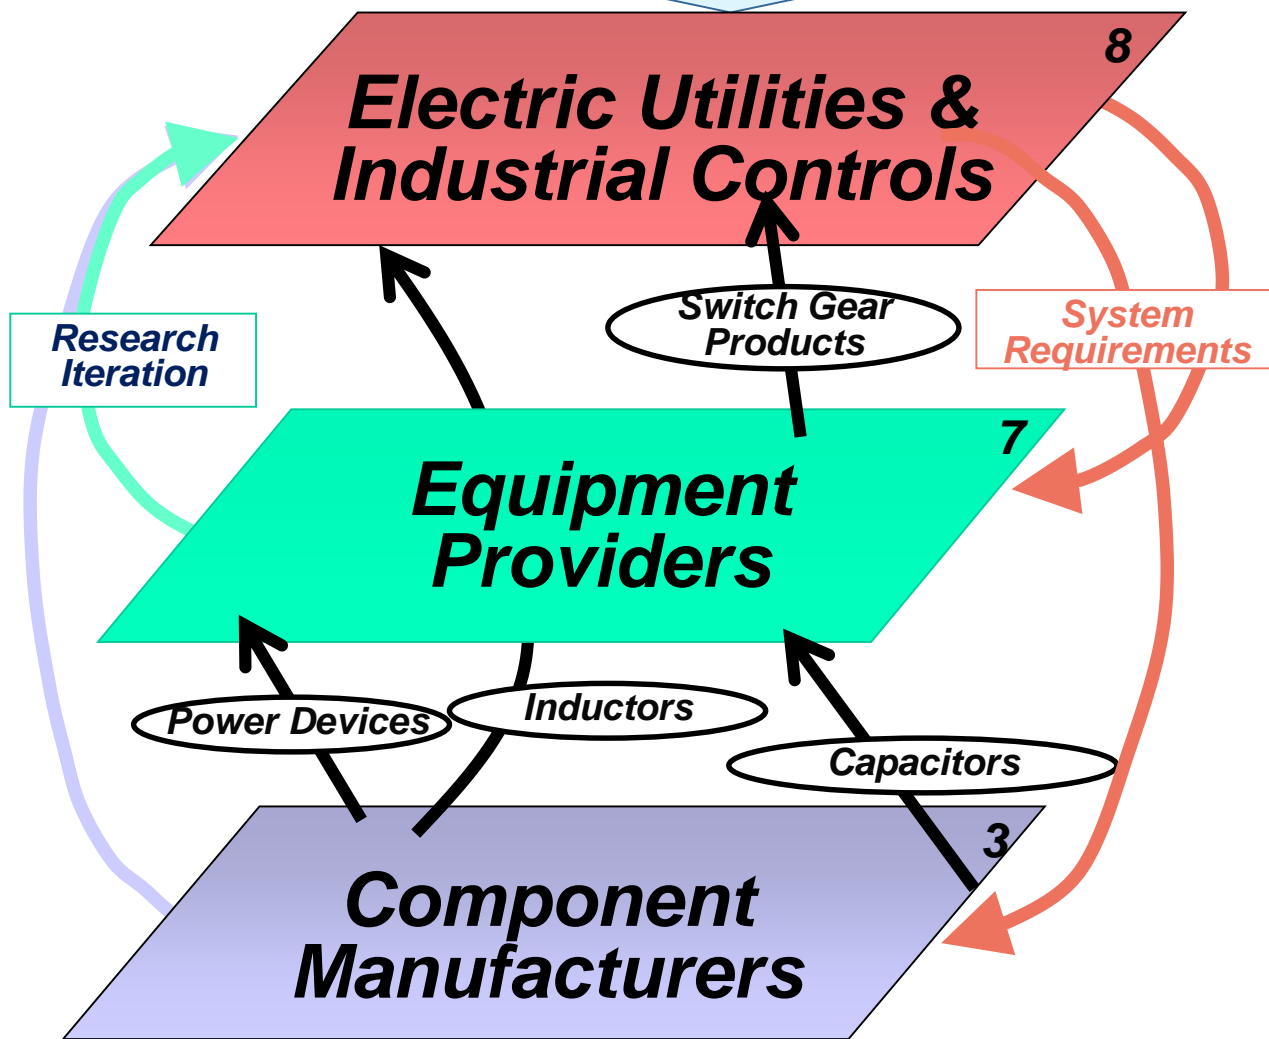 8
Electric Utilities &
Industrial Controls
Switch Gear
Products
System
Requirements
Research
Iteration
7
Equipment
Providers
Power Devices
Inductors
Capacitors
3
Component
Manufacturers